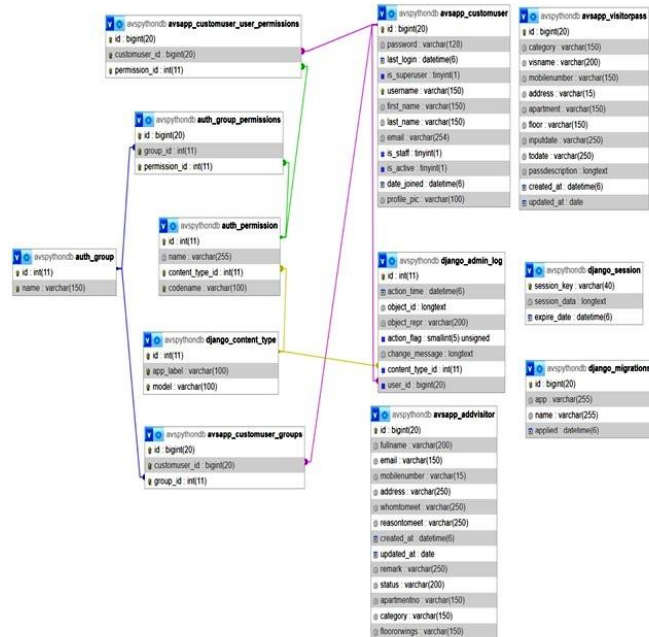 avspythondb avsapp_customuser_user_permissions
id : bigint(20)
customuser_id : bigint(20)
permission_id : int(11)
avspythondb auth_group_permissions
id : bigint(20)
group_id : int(11)
permission_id : int(11)
avspythondb auth_permission
id : int(11)
name : varchar(255)
content_type_id : int(11)
codename : varchar(100)
avspythondb auth_group
id : int(11)
name : varchar(150)
avspythondb django_content_type
id : int(11)
app_label : varchar(100)
model : varchar(100)
avspythondb avsapp_customuser_groups
id : bigint(20)
customuser_id : bigint(20)
group_id : int(11)
avspythondb avsapp_customuser
id : bigint(20)
password : varchar(128)
last_login : datetime(6)
is_superuser : tinyint(1)
username : varchar(150)
first_name : varchar(150)
last_name : varchar(150)
email : varchar(254)
is_staff : tinyint(1)
is_active : tinyint(1)
date_joined : datetime(6)
profile_pic : varchar(100)
avspythondb django_admin_log
id : int(11)
action_time : datetime(6)
object_id : longtext
object_repr : varchar(200)
action_flag : smallint(5) unsigned
change_message : longtext
content_type_id : int(11)
user_id : bigint(20)
avspythondb avsapp_addvisitor
id : bigint(20)
fullname : varchar(200)
email : varchar(150)
mobilenumber : varchar(15)
address : varchar(250)
whomtomeet : varchar(250)
reasontomeet : varchar(250)
created_at : datetime(6)
updated_at : date
remark : varchar(250)
status : varchar(200)
apartmentno : varchar(150)
category : varchar(150)
floororwings : varchar(150)
avspythondb avsapp_visitorpass
id : bigint(20)
category : varchar(150)
visname : varchar(200)
mobilenumber : varchar(150)
address : varchar(15)
apartment : varchar(150)
floor : varchar(150)
inputdate : varchar(250)
todate : varchar(250)
passdescription : longtext
created_at : datetime(6)
updated_at : date
avspythondb django_session
session_key : varchar(40)
session_data : longtext
expire_date : datetime(6)
avspythondb django_migrations
id : bigint(20)
app : varchar(255)
name : varchar(255)
applied : datetime(6)